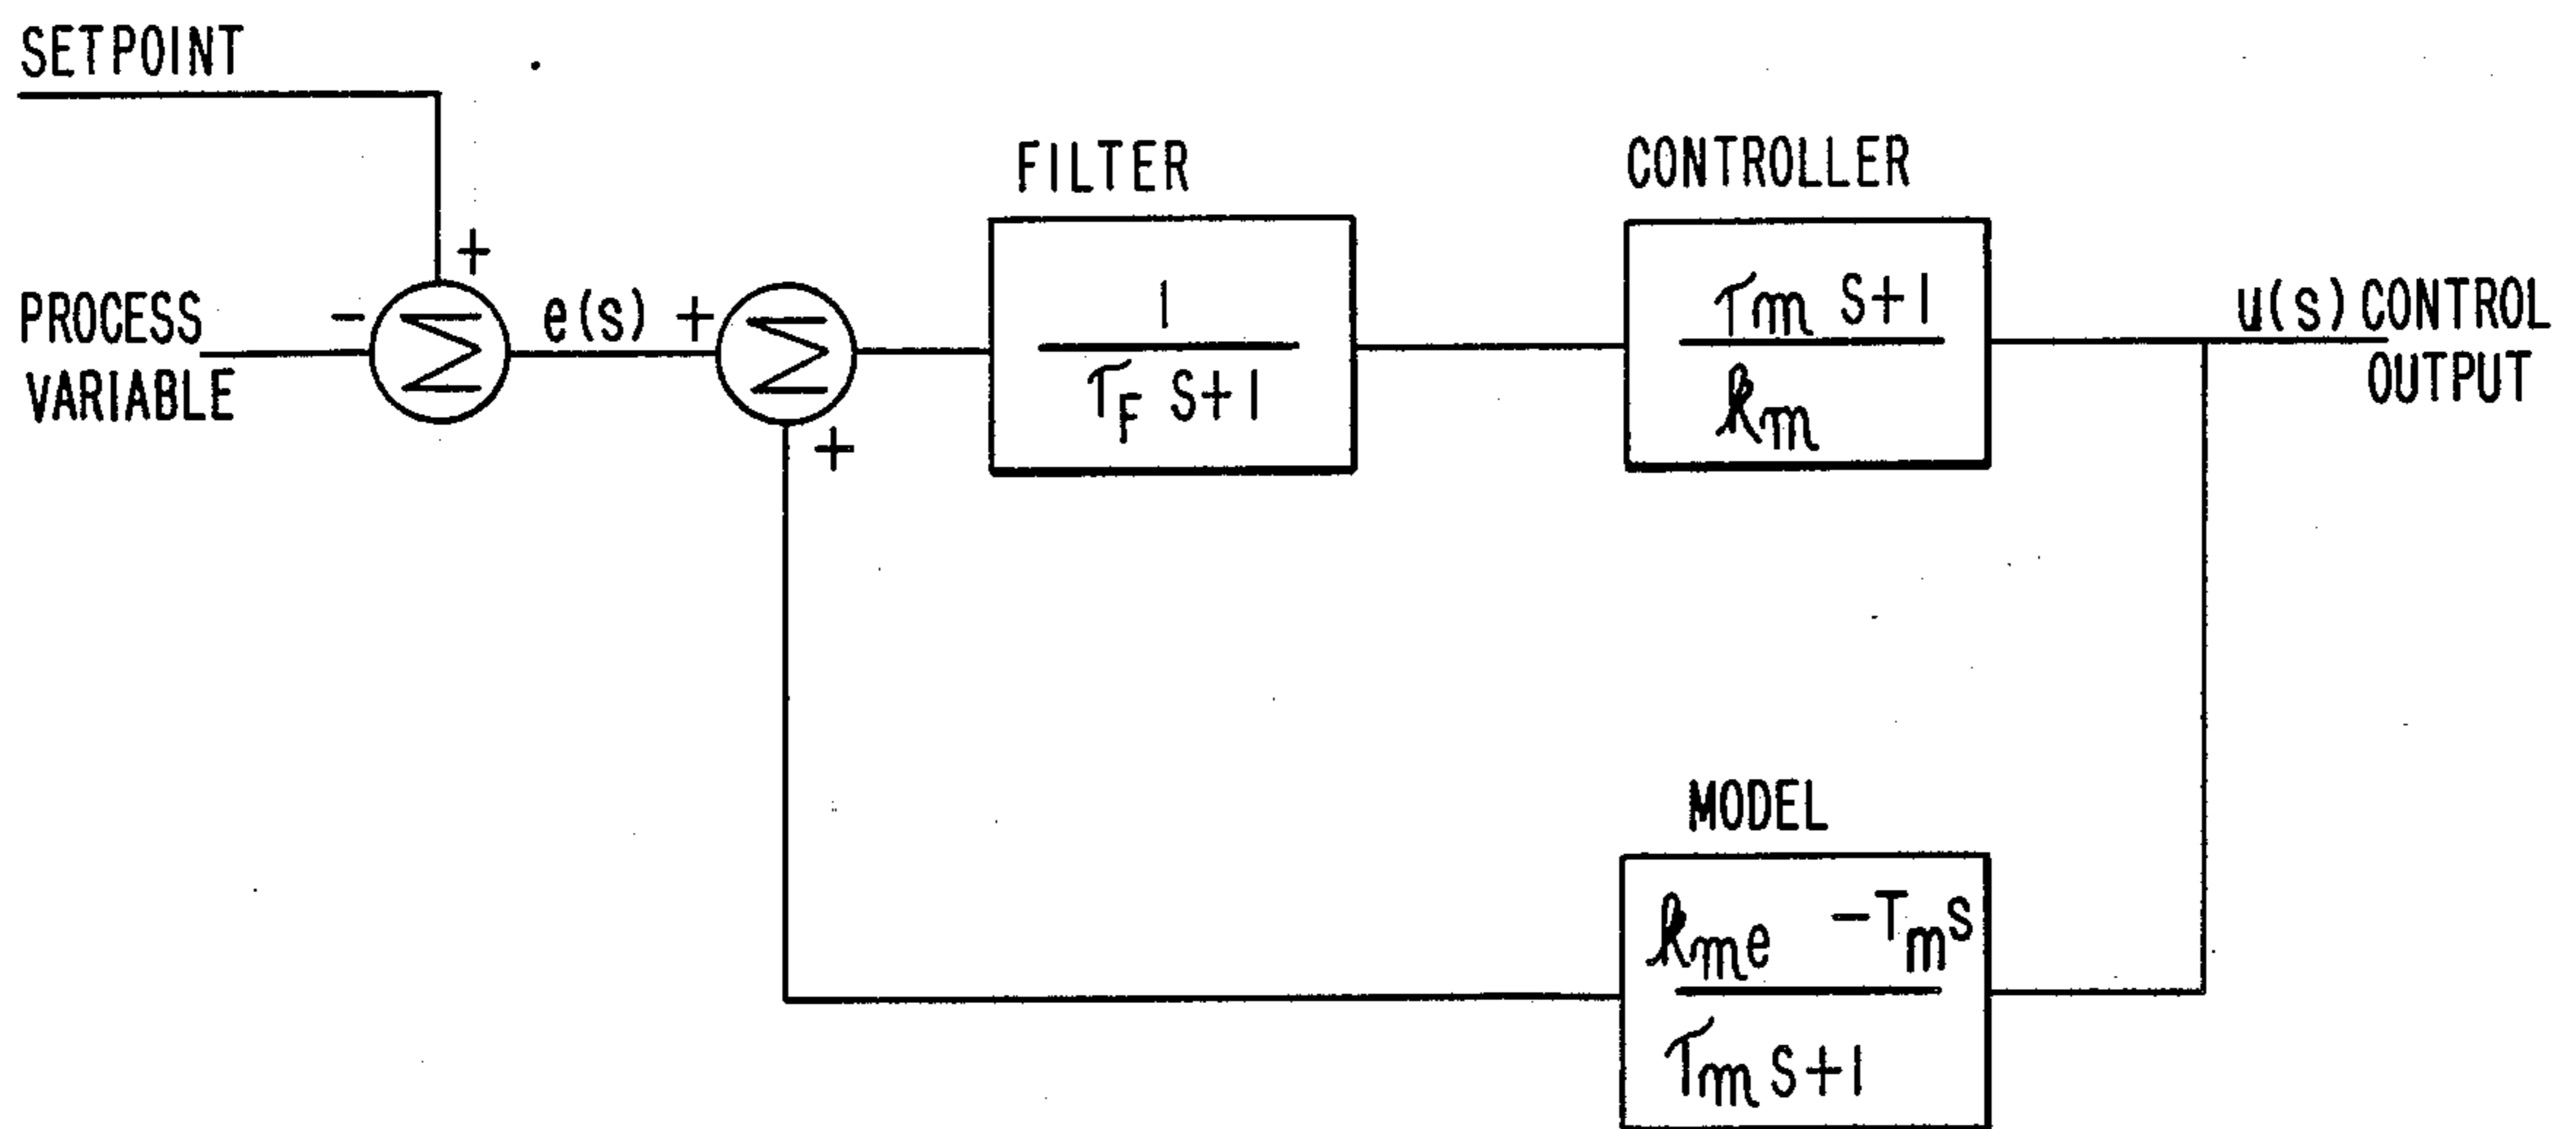 SETPOINT
+
PROCESS
VARIABLE
-
Σ
e(s)
+
Σ
+
FILTER
1
τF S+1
CONTROLLER
τm S+1
km
u(s) CONTROL
OUTPUT
MODEL
kme -Tms
τm S+1